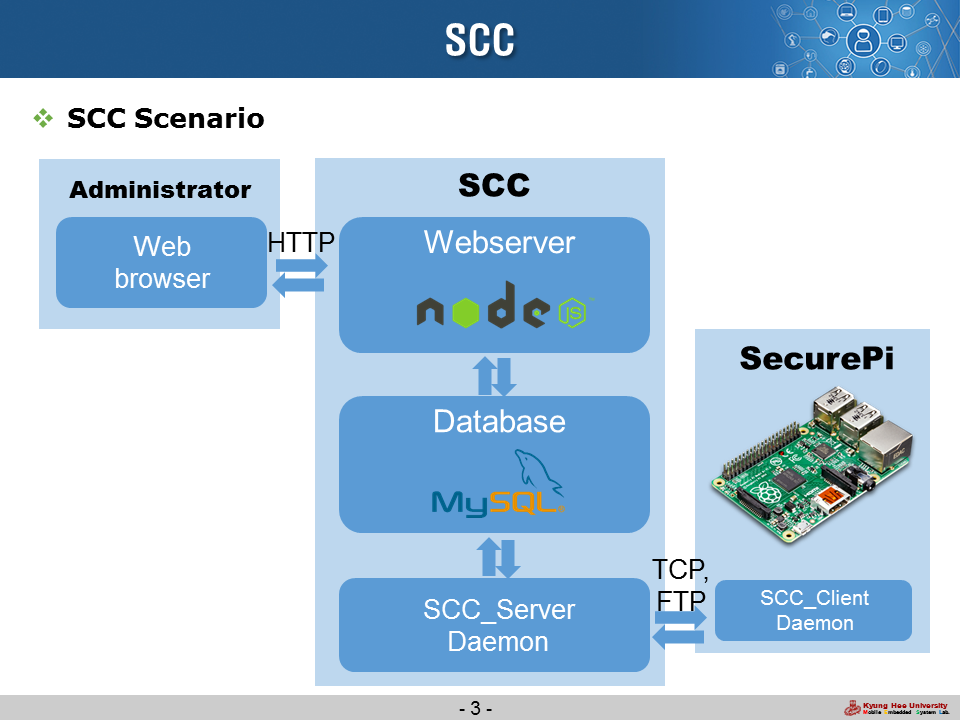 SCC
SCC Scenario
Administrator
Web
browser
HTTP
SCC
Webserver
node
JS
Database
MySQL
SCC_Server
Daemon
TCP,
FTP
SecurePi
SCC_Client
Daemon
- 3 -
Kyung Hee University
Mobile Embedded System Lab.